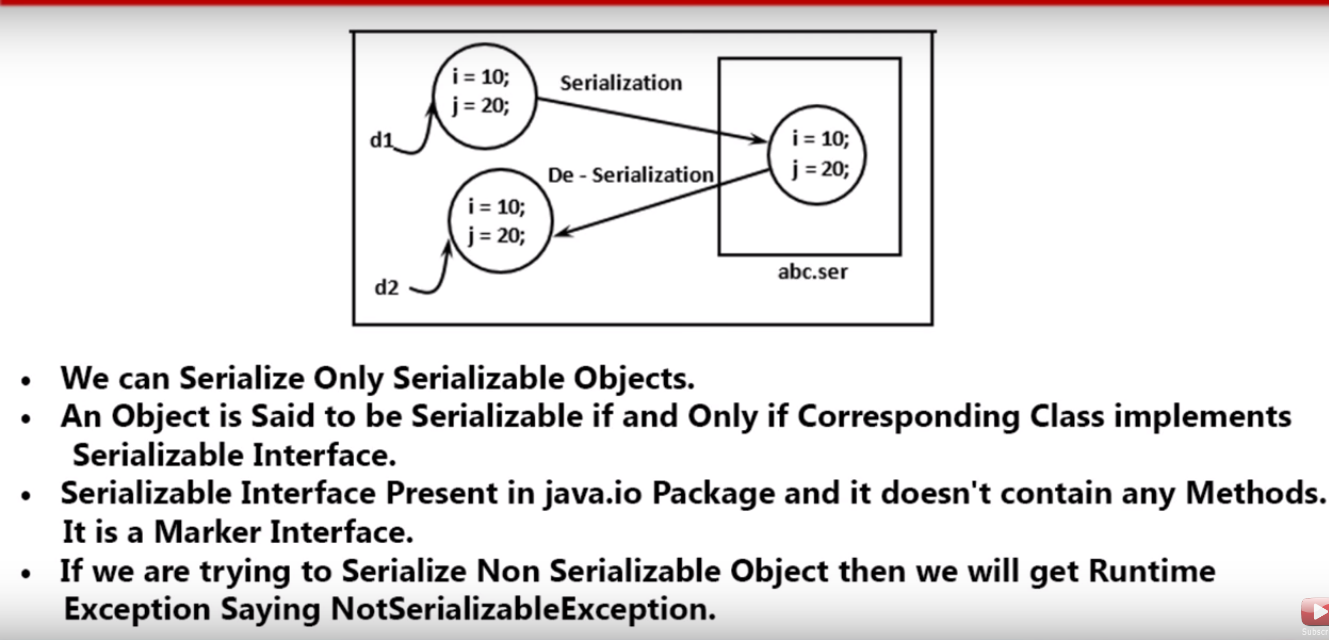 i = 10;
j = 20;
Serialization
d1
i = 10;
j = 20;
De - Serialization
i = 10;
j = 20;
d2
abc.ser
• We can Serialize Only Serializable Objects.
• An Object is Said to be Serializable if and Only if Corresponding Class implements
Serializable Interface.
• Serializable Interface Present in java.io Package and it doesn't contain any Methods.
It is a Marker Interface.
• If we are trying to Serialize Non Serializable Object then we will get Runtime
Exception Saying NotSerializableException.